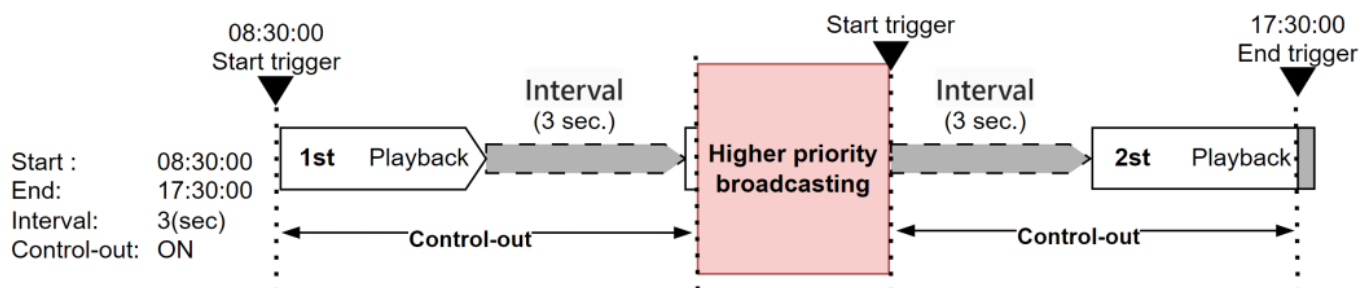 08:30:00
Start trigger
Start trigger
17:30:00
End trigger
Interval
(3 sec.)
Interval
(3 sec.)
Start : 08:30:00
End: 17:30:00
Interval: 3(sec)
Control-out: ON
1st Playback
Higher priority
broadcasting
2st Playback
Control-out
Control-out